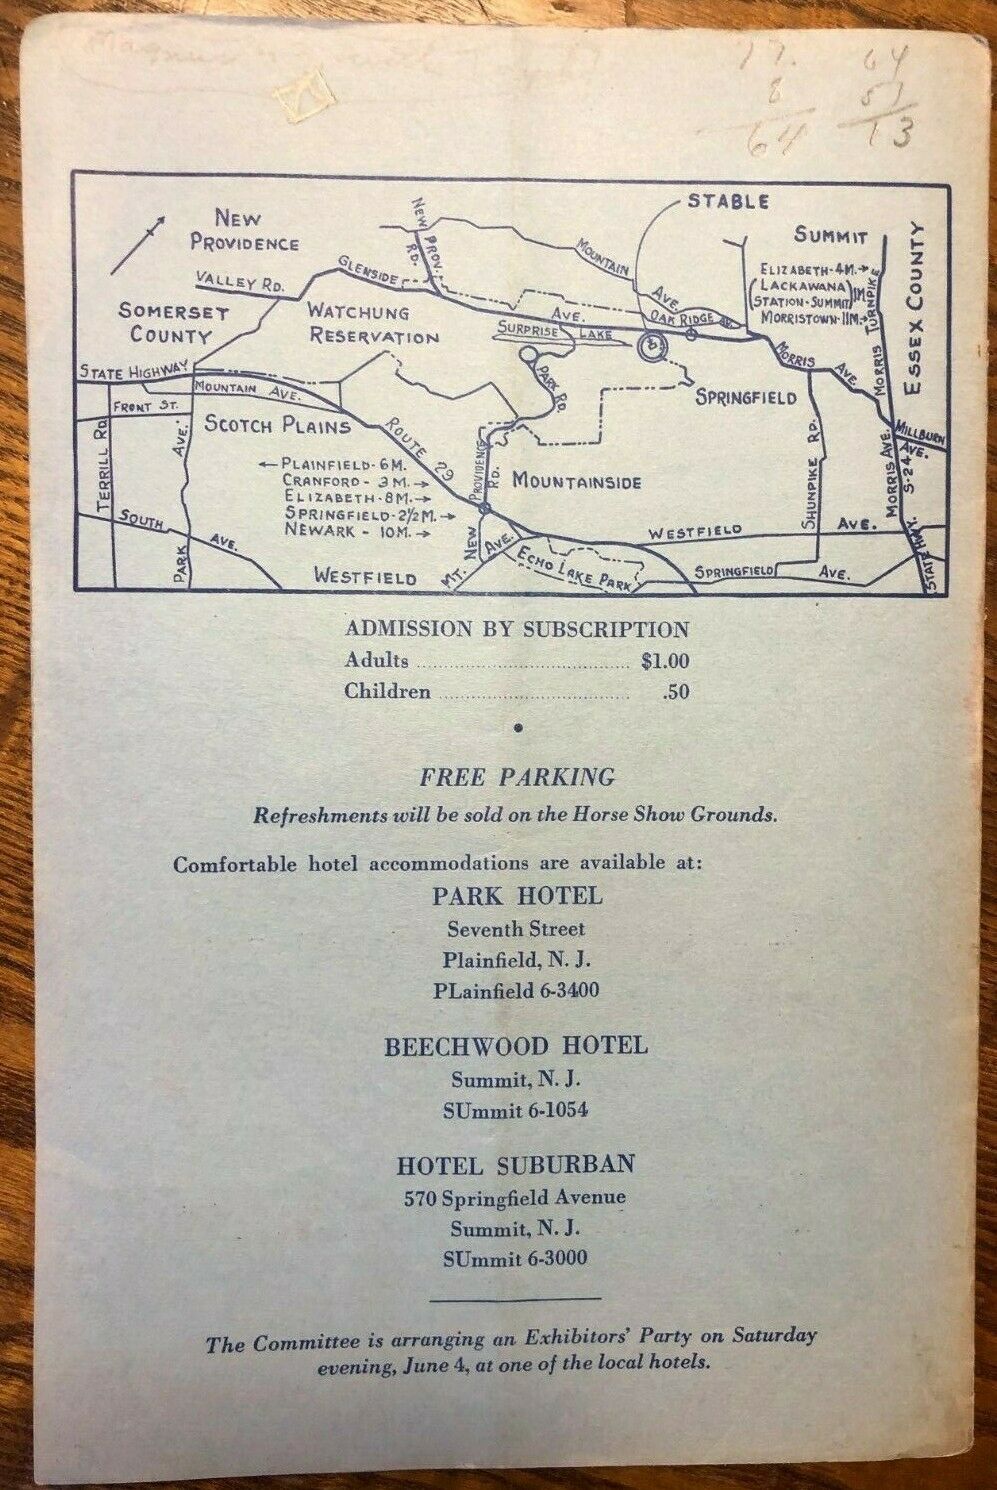 77. 64
8 51
64 13
STABLE
NEW
PROVIDENCE
NEW PROV. RD.
MOUNTAIN AVE.
SUMMIT
ESSEX COUNTY
ELIZABETH-4M.→
LACKAWANA
STATION-SUMMIT 1M
MORRISTOWN-11M.→
MORRIS TURNPIKE
VALLEY RD.
GLENSIDE AVE.
OAK RIDGE AV.
SOMERSET
COUNTY
WATCHUNG
RESERVATION
SURPRISE LAKE
MORRIS AVE.
STATE HIGHWAY
MOUNTAIN AVE.
PARK RD.
SPRINGFIELD
FRONT ST.
SCOTCH PLAINS
ROUTE 29
MILLBURN AVE.
TERRILL RD.
PARK AVE.
←PLAINFIELD-6M.
CRANFORD-3M.→
ELIZABETH-8M.→
SPRINGFIELD-2½M.→
NEWARK-10M.→
NEW PROVIDENCE RD.
MOUNTAINSIDE
SHUNPIKE RD.
MORRIS AVE.
STATE HWY. S-24
SOUTH AVE.
WESTFIELD AVE.
WESTFIELD
MT. AVE.
ECHO LAKE PARK
SPRINGFIELD AVE.
ADMISSION BY SUBSCRIPTION
Adults $1.00
Children .50
FREE PARKING
Refreshments will be sold on the Horse Show Grounds.
Comfortable hotel accommodations are available at:
PARK HOTEL
Seventh Street
Plainfield, N. J.
PLainfield 6-3400
BEECHWOOD HOTEL
Summit, N. J.
SUmmit 6-1054
HOTEL SUBURBAN
570 Springfield Avenue
Summit, N. J.
SUmmit 6-3000
The Committee is arranging an Exhibitors' Party on Saturday
evening, June 4, at one of the local hotels.